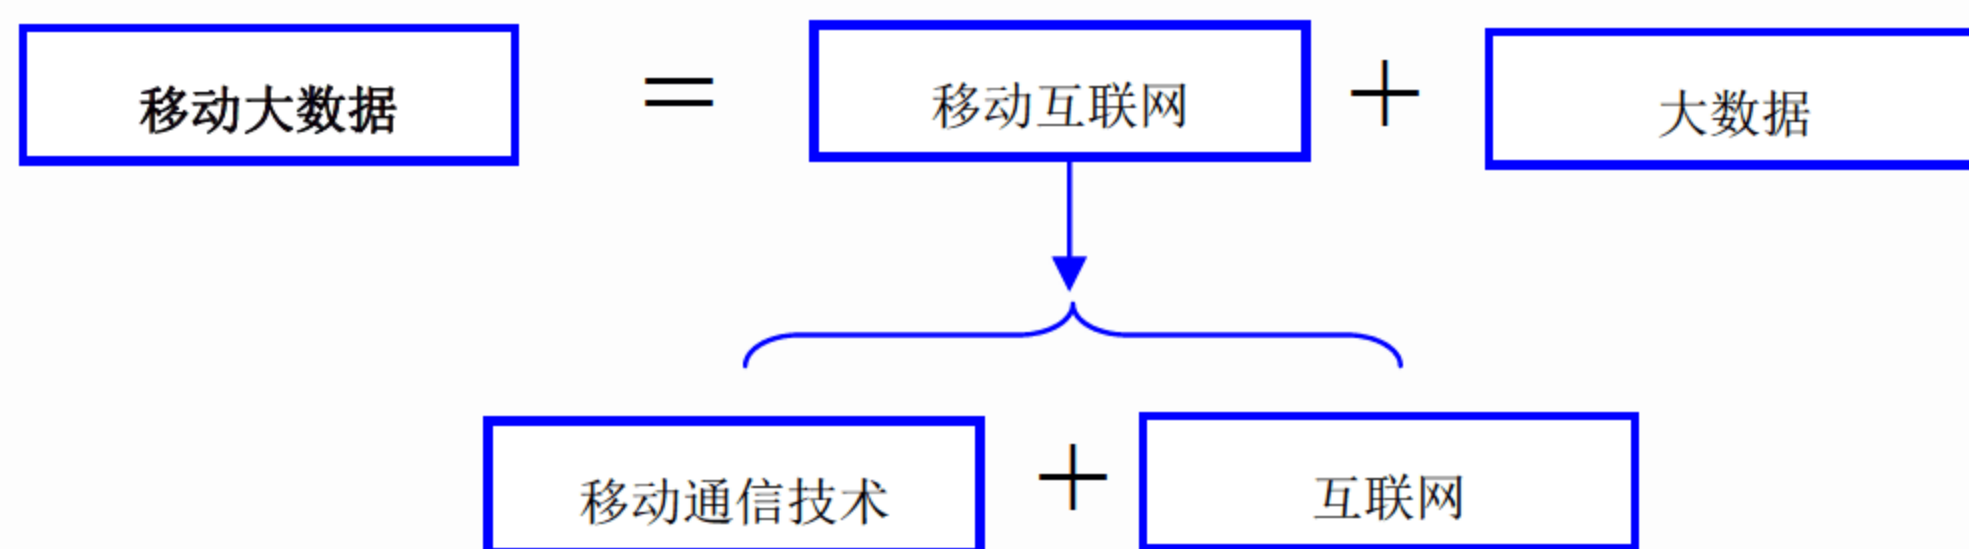 移动大数据 = 移动互联网 + 大数据
移动通信技术 + 互联网